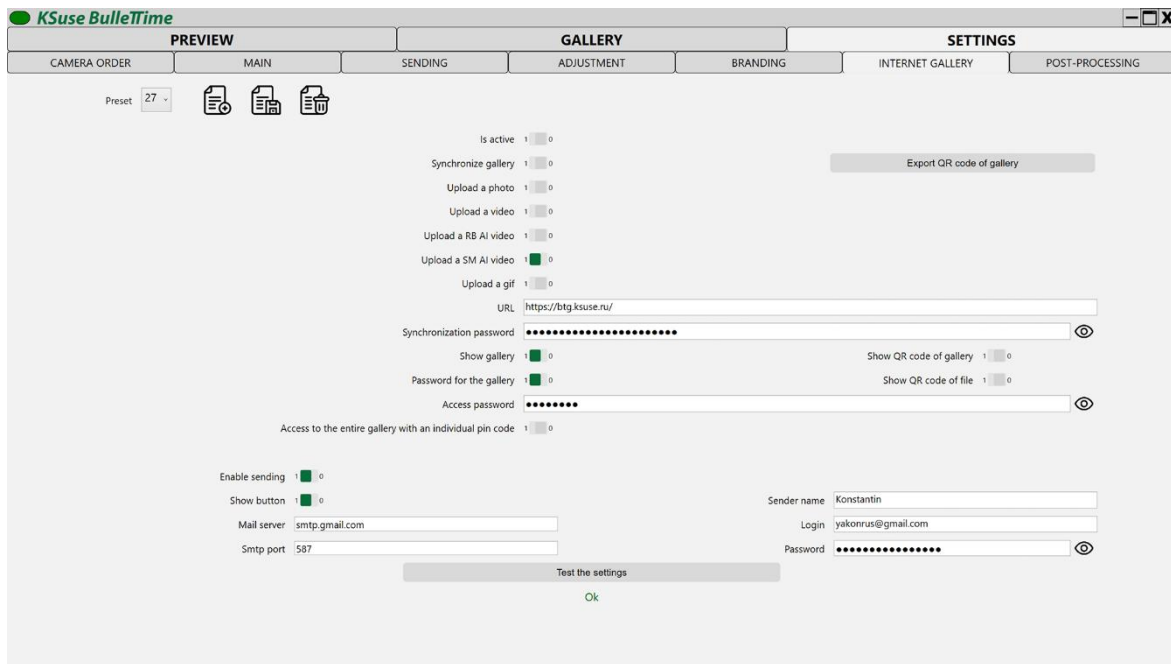 KSuse BulletTime
PREVIEW GALLERY SETTINGS
CAMERA ORDER MAIN SENDING ADJUSTMENT BRANDING INTERNET GALLERY POST-PROCESSING
Preset 27
Is active 1 0
Synchronize gallery 1 0 Export QR code of gallery
Upload a photo 1 0
Upload a video 1 0
Upload a RB AI video 1 0
Upload a SM AI video 1 0
Upload a gif 1 0
URL https://btg.ksuse.ru/
Synchronization password •••••••••••••••••••••••
Show gallery 1 0 Show QR code of gallery 1 0
Password for the gallery 1 0 Show QR code of file 1 0
Access password ••••••••
Access to the entire gallery with an individual pin code 1 0
Enable sending 1 0
Show button 1 0 Sender name Konstantin
Mail server smtp.gmail.com Login yakonrus@gmail.com
Smtp port 587 Password ••••••••••••••••
Test the settings
Ok